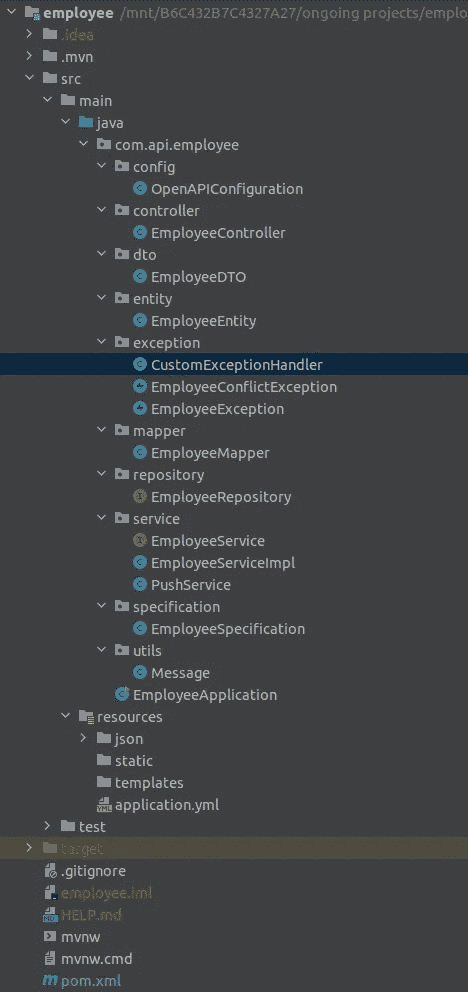 employee /mnt/B6C432B7C4327A27/ongoing projects/emplo
.idea
.mvn
src
main
java
com.api.employee
config
OpenAPIConfiguration
controller
EmployeeController
dto
EmployeeDTO
entity
EmployeeEntity
exception
CustomExceptionHandler
EmployeeConflictException
EmployeeException
mapper
EmployeeMapper
repository
EmployeeRepository
service
EmployeeService
EmployeeServiceImpl
PushService
specification
EmployeeSpecification
utils
Message
EmployeeApplication
resources
json
static
templates
application.yml
test
target
.gitignore
employee.iml
HELP.md
mvnw
mvnw.cmd
pom.xml